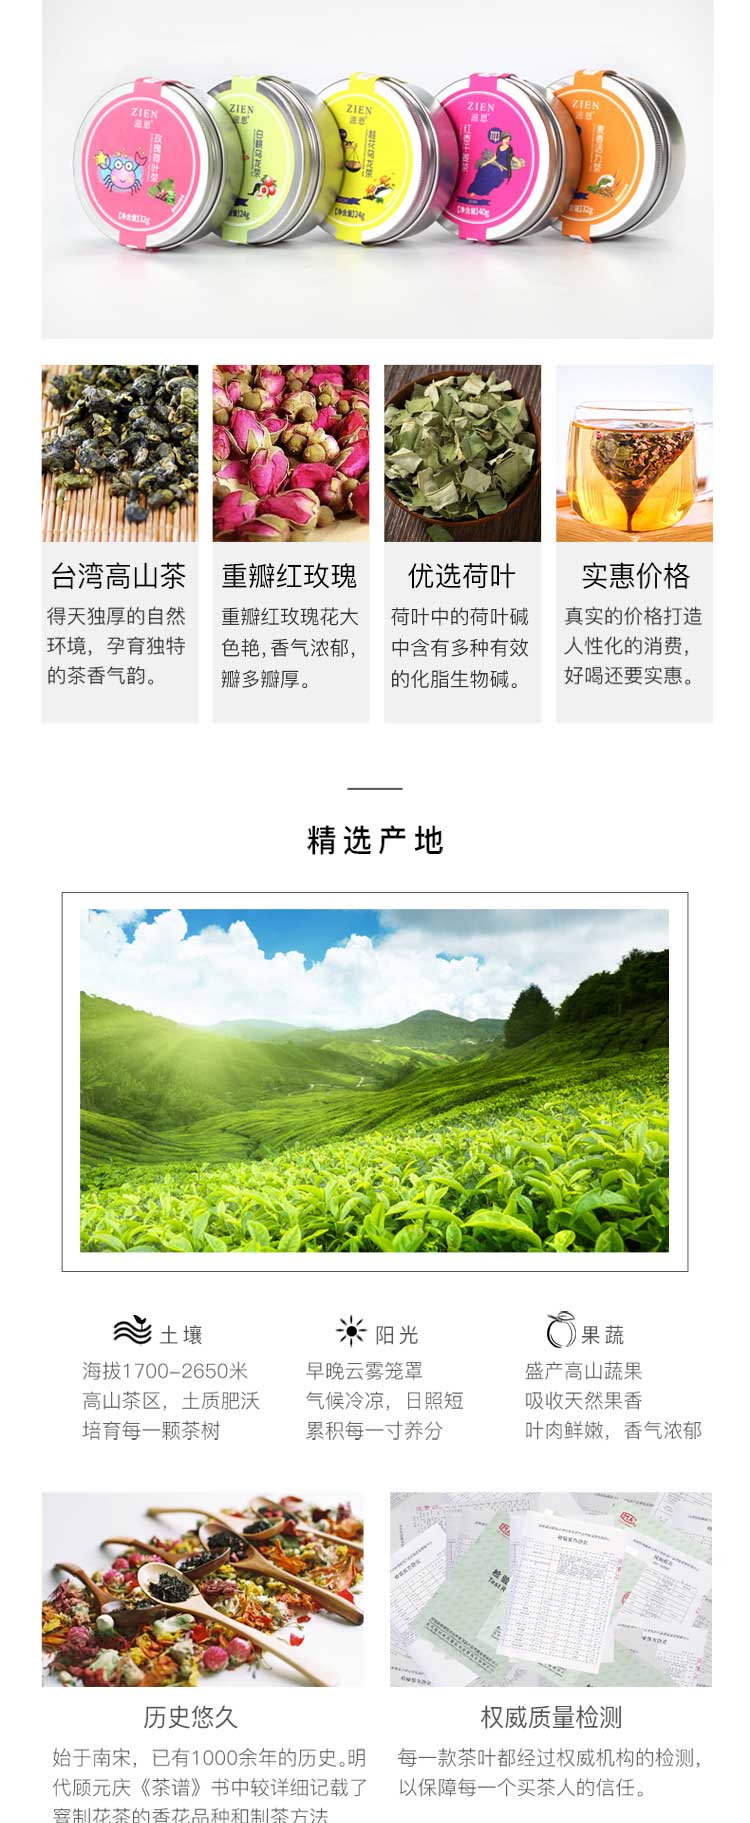 ZIEN
滋恩
玫瑰荷叶茶
【净含量】32g
ZIEN
滋恩
白桃乌龙茶
24g
ZIEN
滋恩
桂花乌龙茶
【净含量】24g
ZIEN
滋恩
红枣
茶
【净含量】40g
ZIEN
滋恩
麦香活力茶
32g
台湾高山茶
重瓣红玫瑰
优选荷叶
实惠价格
得天独厚的自然
环境，孕育独特
的茶香气韵。
重瓣红玫瑰花大
色艳,香气浓郁,
瓣多瓣厚。
荷叶中的荷叶碱
中含有多种有效
的化脂生物碱。
真实的价格打造
人性化的消费，
好喝还要实惠。
精选产地
土壤
阳光
果蔬
海拔1700-2650米
高山茶区，土质肥沃
培育每一颗茶树
早晚云雾笼罩
气候冷凉，日照短
累积每一寸养分
盛产高山蔬果
吸收天然果香
叶肉鲜嫩，香气浓郁
检验报告
历史悠久
权威质量检测
始于南宋，已有1000余年的历史。明
代顾元庆《茶谱》书中较详细记载了
窨制花茶的香花品种和制茶方法
每一款茶叶都经过权威机构的检测，
以保障每一个买茶人的信任。